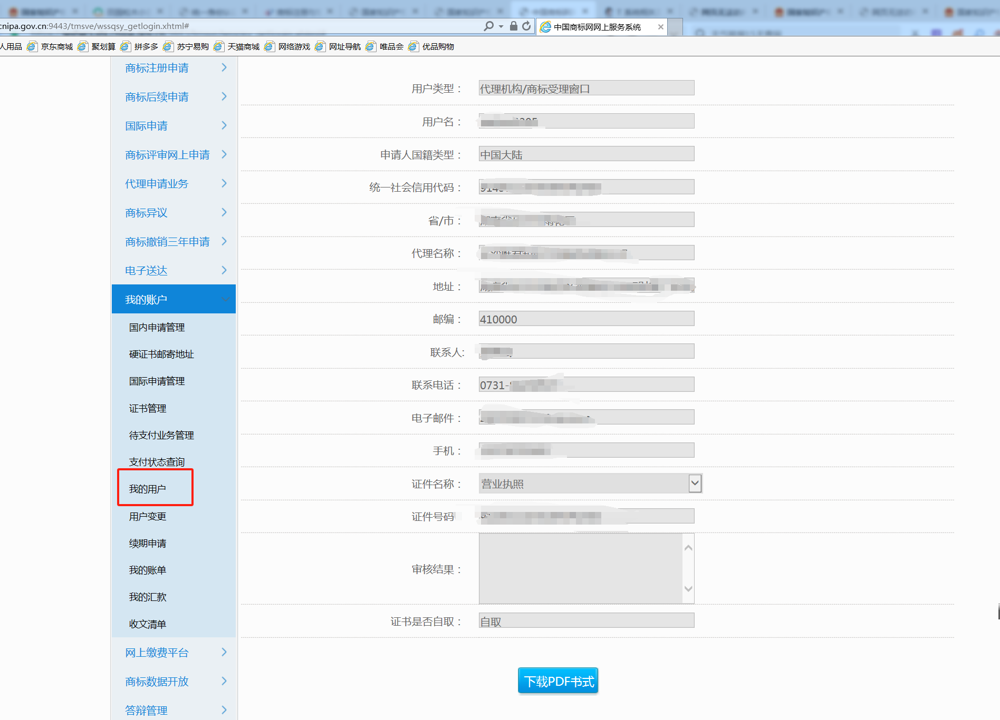 cnipa.gov.cn:9443/tmsve/wssqsy_getlogin.xhtml#
中国商标网网上服务系统
人用品 京东商城 聚划算 拼多多 苏宁易购 天猫商城 网络游戏 网址导航 唯品会 优品购物
商标注册申请
商标后续申请
国际申请
商标评审网上申请
代理申请业务
商标异议
商标撤销三年申请
电子送达
我的账户
国内申请管理
硬证书邮寄地址
国际申请管理
证书管理
待支付业务管理
支付状态查询
我的用户
用户变更
续期申请
我的账单
我的汇款
收文清单
网上缴费平台
商标数据开放
答辩管理
用户类型： 代理机构/商标受理窗口
用户名：
申请人国籍类型： 中国大陆
统一社会信用代码：
省/市：
代理名称：
地址：
邮编： 410000
联系人:
联系电话： 0731-
电子邮件：
手机：
证件名称： 营业执照
证件号码
审核结果：
证书是否自取： 自取
下载PDF书式